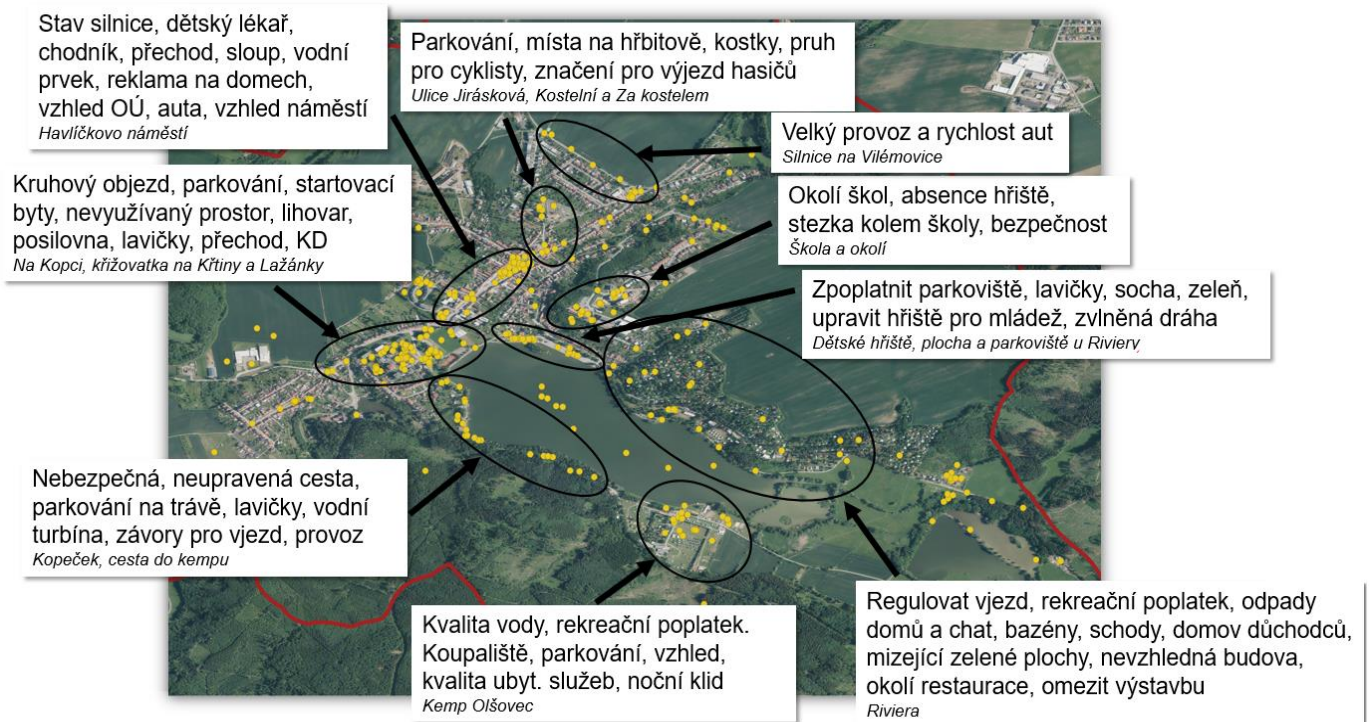 Stav silnice, dětský lékař,
chodník, přechod, sloup, vodní
prvek, reklama na domech,
vzhled OÚ, auta, vzhled náměstí
Havlíčkovo náměstí
Parkování, místa na hřbitově, kostky, pruh
pro cyklisty, značení pro výjezd hasičů
Ulice Jirásková, Kostelní a Za kostelem
Velký provoz a rychlost aut
Silnice na Vilémovice
Kruhový objezd, parkování, startovací
byty, nevyužívaný prostor, lihovar,
posilovna, lavičky, přechod, KD
Na Kopci, křižovatka na Křtiny a Lažánky
Okolí škol, absence hřiště,
stezka kolem školy, bezpečnost
Škola a okolí
Zpoplatnit parkoviště, lavičky, socha, zeleň,
upravit hřiště pro mládež, zvlněná dráha
Dětské hřiště, plocha a parkoviště u Riviery
Nebezpečná, neupravená cesta,
parkování na trávě, lavičky, vodní
turbína, závory pro vjezd, provoz
Kopeček, cesta do kempu
Kvalita vody, rekreační poplatek.
Koupaliště, parkování, vzhled,
kvalita ubyt. služeb, noční klid
Kemp Olšovec
Regulovat vjezd, rekreační poplatek, odpady
domů a chat, bazény, schody, domov důchodců,
mizející zelené plochy, nevzhledná budova,
okolí restaurace, omezit výstavbu
Riviera